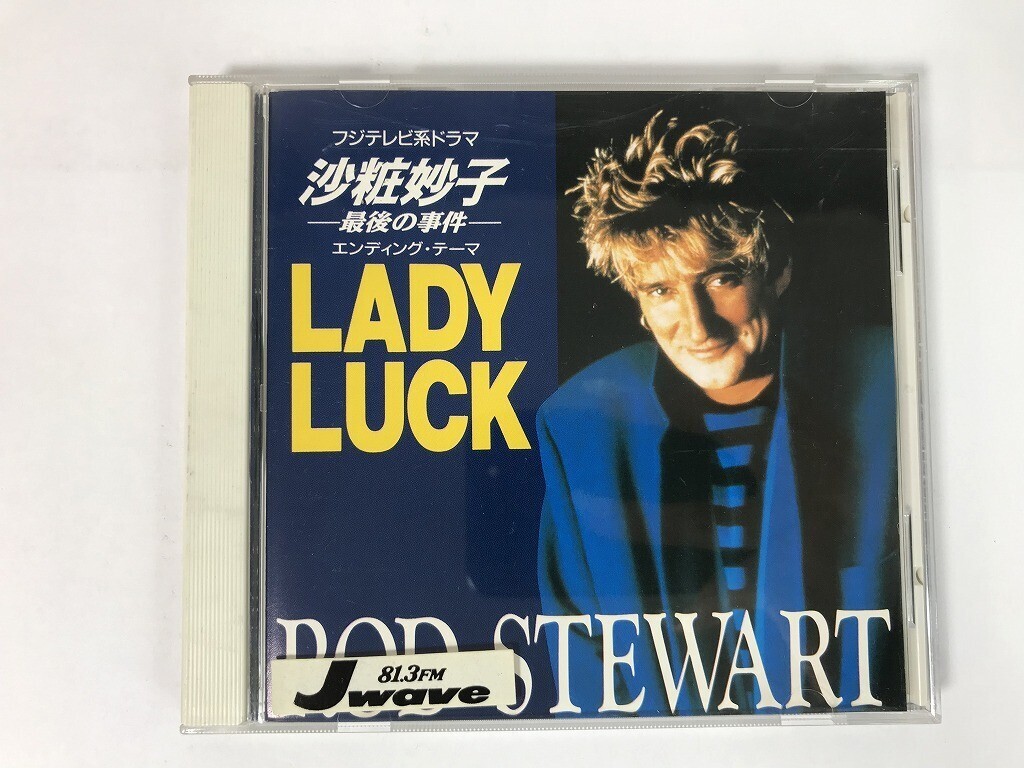 フジテレビ系ドラマ
沙粧妙子
―最後の事件―
エンディング・テーマ
LADY
LUCK
ROD STEWART
81.3FM
J wave